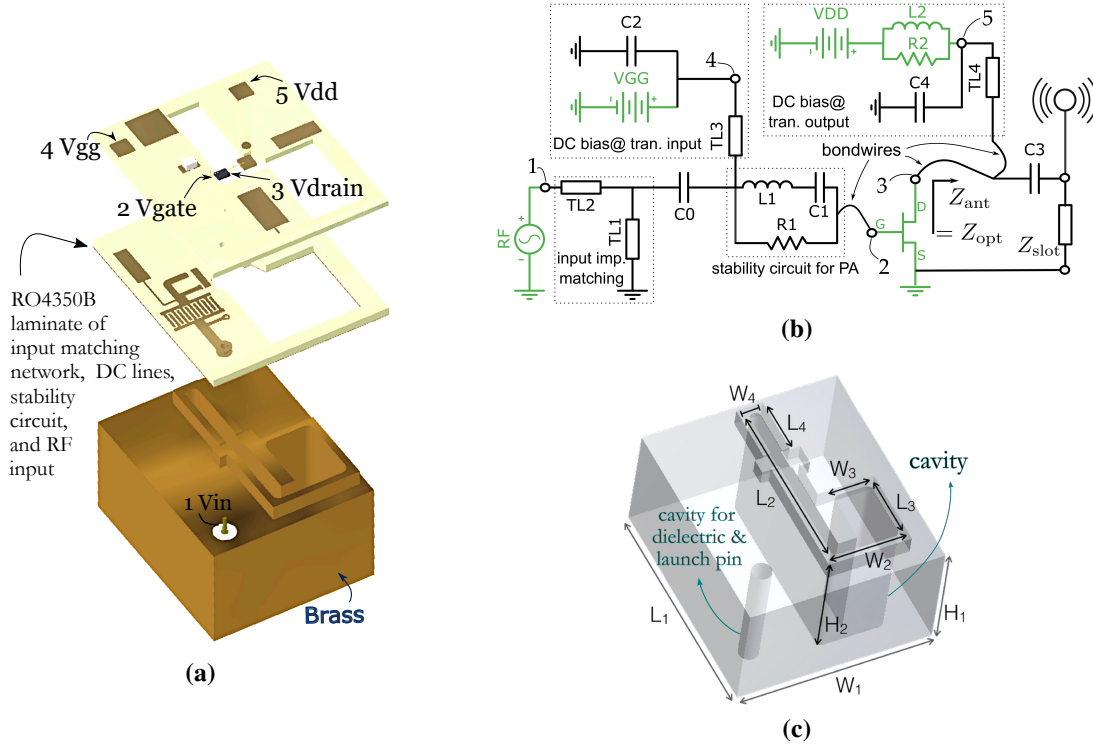 5 Vdd
4 Vgg
2 Vgate
3 Vdrain
RO4350B
laminate of
input matching
network, DC lines,
stability
circuit,
and RF
input
1 Vin
Brass
(a)
C2
VGG
- +
4
DC bias@ tran. input
TL3
VDD
- +
L2
R2
5
C4
TL4
DC bias@
tran. output
bondwires
1
TL2
TL1
RF
+
−
input imp.
matching
C0
L1
C1
R1
stability circuit for PA
2
3
G
D
S
Zant
= Zopt
C3
Zslot
(b)
W4
L4
W3
L2
L3
W2
H2
H1
L1
W1
cavity
cavity for
dielectric &
launch pin
(c)